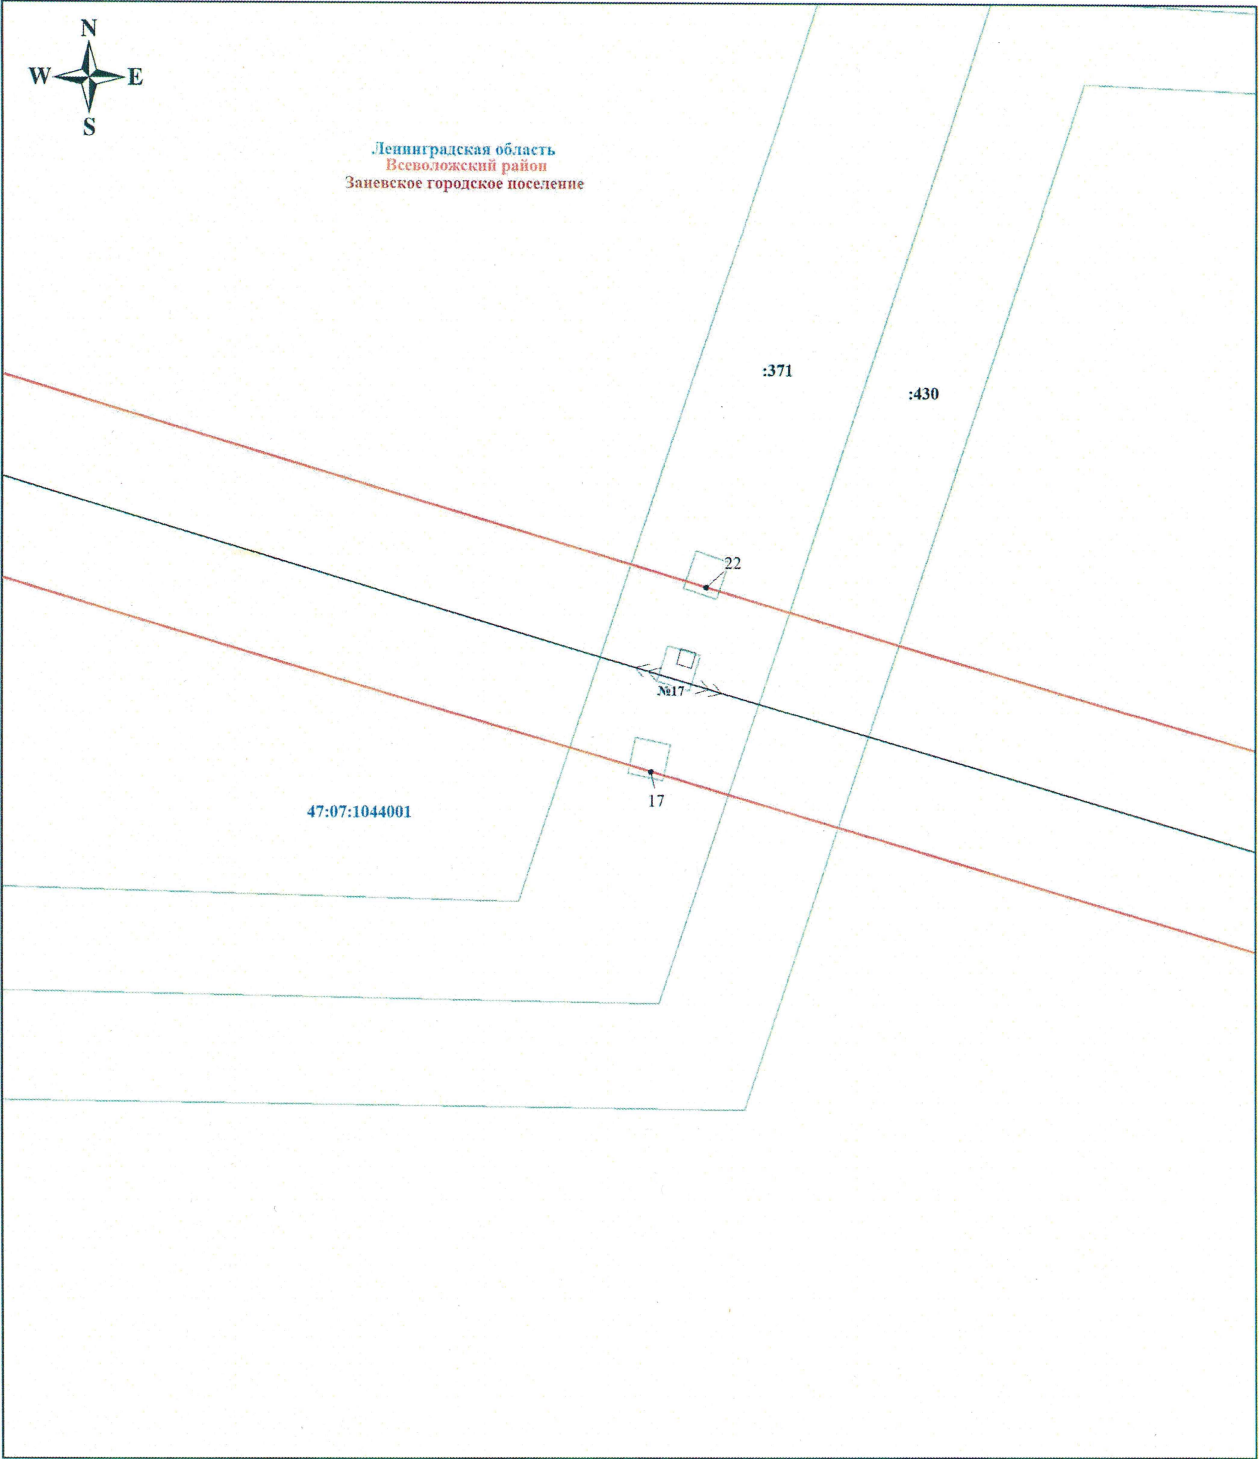 N
W E
S
Ленинградская область
Всеволожский район
Заневское городское поселение
:371
:430
22
№17
17
47:07:1044001